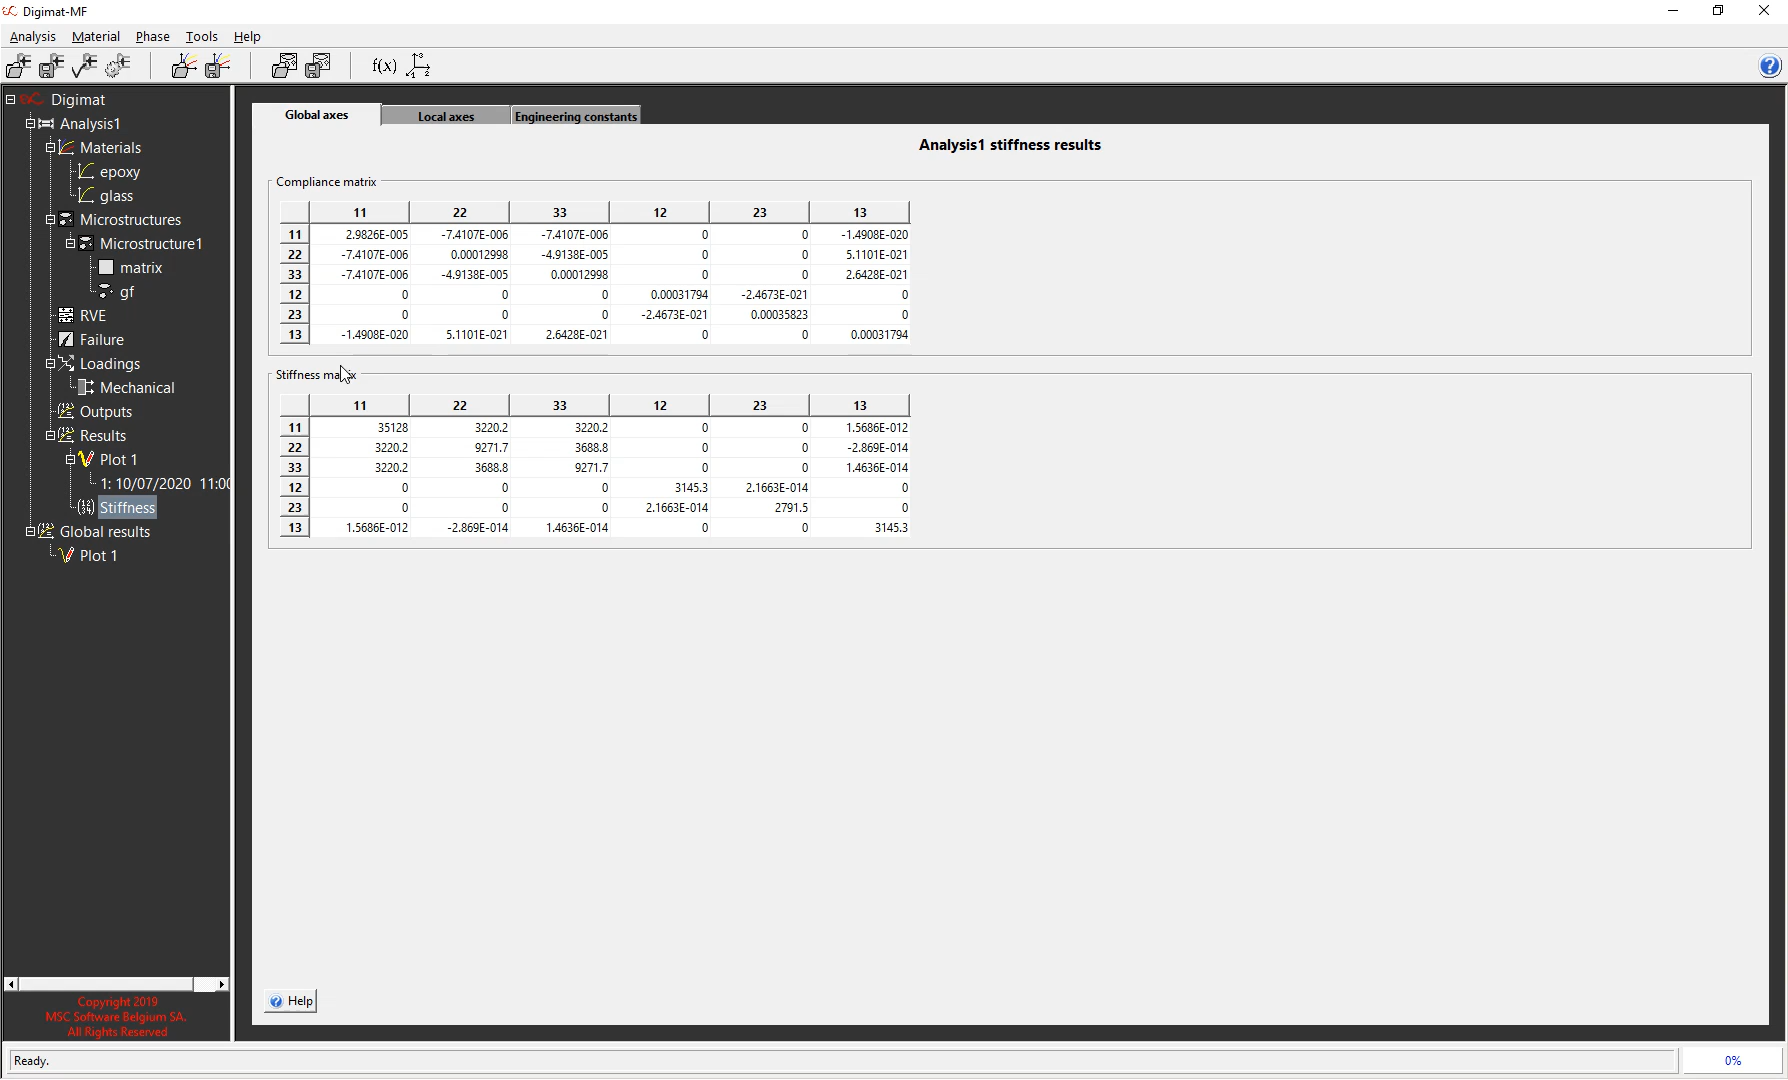 Digimat-MF
Analysis Material Phase Tools Help
f(x)
Digimat
Analysis1
Materials
epoxy
glass
Microstructures
Microstructure1
matrix
gf
RVE
Failure
Loadings
Mechanical
Outputs
Results
Plot 1
1: 10/07/2020 11:00
Stiffness
Global results
Plot 1
Copyright 2019
MSC Software Belgium SA.
All Rights Reserved
Global axes Local axes Engineering constants
Analysis1 stiffness results
Compliance matrix
11 22 33 12 23 13
11 2.9826E-005 -7.4107E-006 -7.4107E-006 0 0 -1.4908E-020
22 -7.4107E-006 0.00012998 -4.9138E-005 0 0 5.1101E-021
33 -7.4107E-006 -4.9138E-005 0.00012998 0 0 2.6428E-021
12 0 0 0 0.00031794 -2.4673E-021 0
23 0 0 0 -2.4673E-021 0.00035823 0
13 -1.4908E-020 5.1101E-021 2.6428E-021 0 0 0.00031794
Stiffness matrix
11 22 33 12 23 13
11 35128 3220.2 3220.2 0 0 1.5686E-012
22 3220.2 9271.7 3688.8 0 0 -2.869E-014
33 3220.2 3688.8 9271.7 0 0 1.4636E-014
12 0 0 0 3145.3 2.1663E-014 0
23 0 0 0 2.1663E-014 2791.5 0
13 1.5686E-012 -2.869E-014 1.4636E-014 0 0 3145.3
Help
Ready.
0%